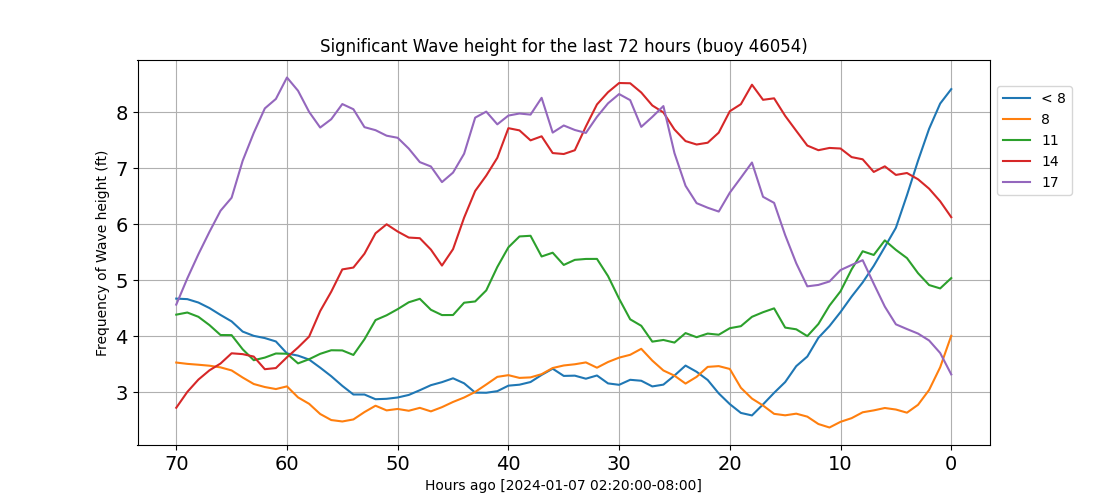 Significant Wave height for the last 72 hours (buoy 46054)
Frequency of Wave height (ft)
8
7
6
5
4
3
70 60 50 40 30 20 10 0
Hours ago [2024-01-07 02:20:00-08:00]
< 8
8
11
14
17